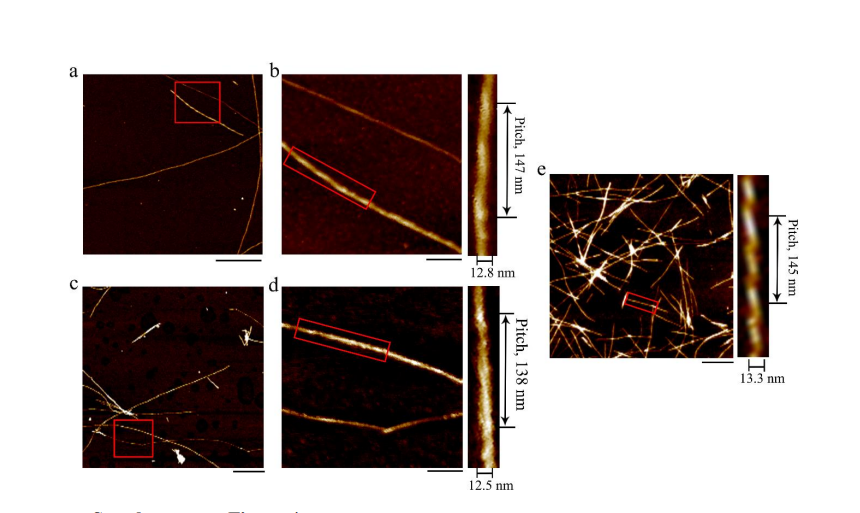 a
b
Pitch, 147 nm
12.8 nm
c
d
Pitch, 138 nm
12.5 nm
e
Pitch, 145 nm
13.3 nm